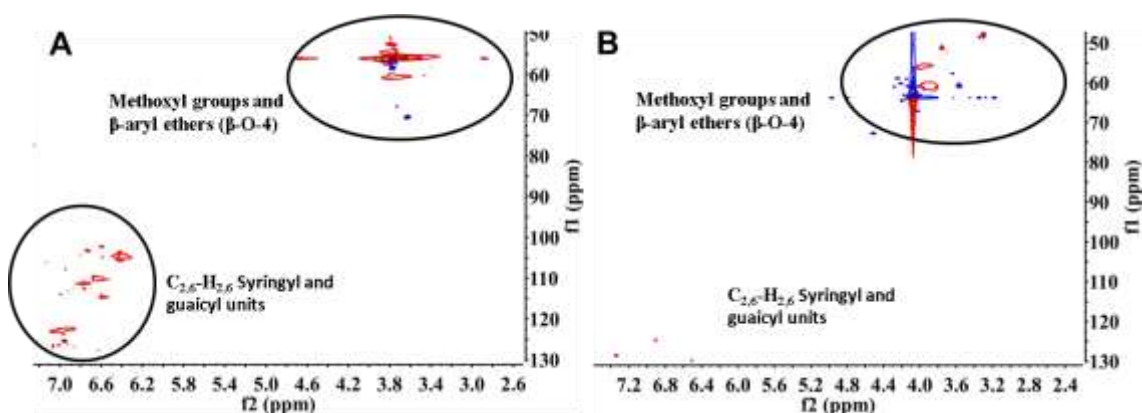 A
50
60
70
80
90
100
110
120
130
f1 (ppm)
Methoxyl groups and
β-aryl ethers (β-O-4)
C2,6-H2,6 Syringyl and
guaicyl units
7.0 6.6 6.2 5.8 5.4 5.0 4.6 4.2 3.8 3.4 3.0 2.6
f2 (ppm)
B
50
60
70
80
90
100
110
120
130
f1 (ppm)
Methoxyl groups and
β-aryl ethers (β-O-4)
C2,6-H2,6 Syringyl and
guaicyl units
7.2 6.8 6.4 6.0 5.6 5.2 4.8 4.4 4.0 3.6 3.2 2.8 2.4
f2 (ppm)